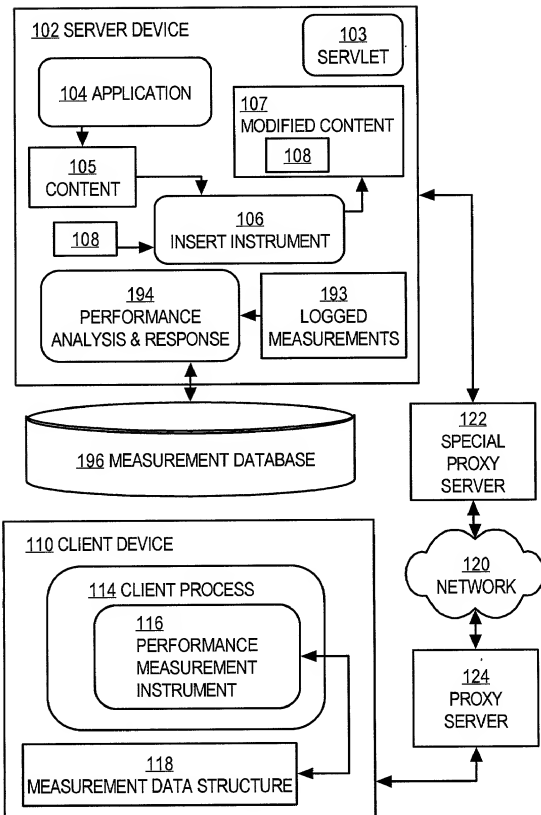 102 SERVER DEVICE
103
SERVLET
104 APPLICATION
107
MODIFIED CONTENT
108
105
CONTENT
106
INSERT INSTRUMENT
108
194
PERFORMANCE
ANALYSIS & RESPONSE
193
LOGGED
MEASUREMENTS
196 MEASUREMENT DATABASE
122
SPECIAL
PROXY
SERVER
120
NETWORK
124
PROXY
SERVER
110 CLIENT DEVICE
114 CLIENT PROCESS
116
PERFORMANCE
MEASUREMENT
INSTRUMENT
118
MEASUREMENT DATA STRUCTURE